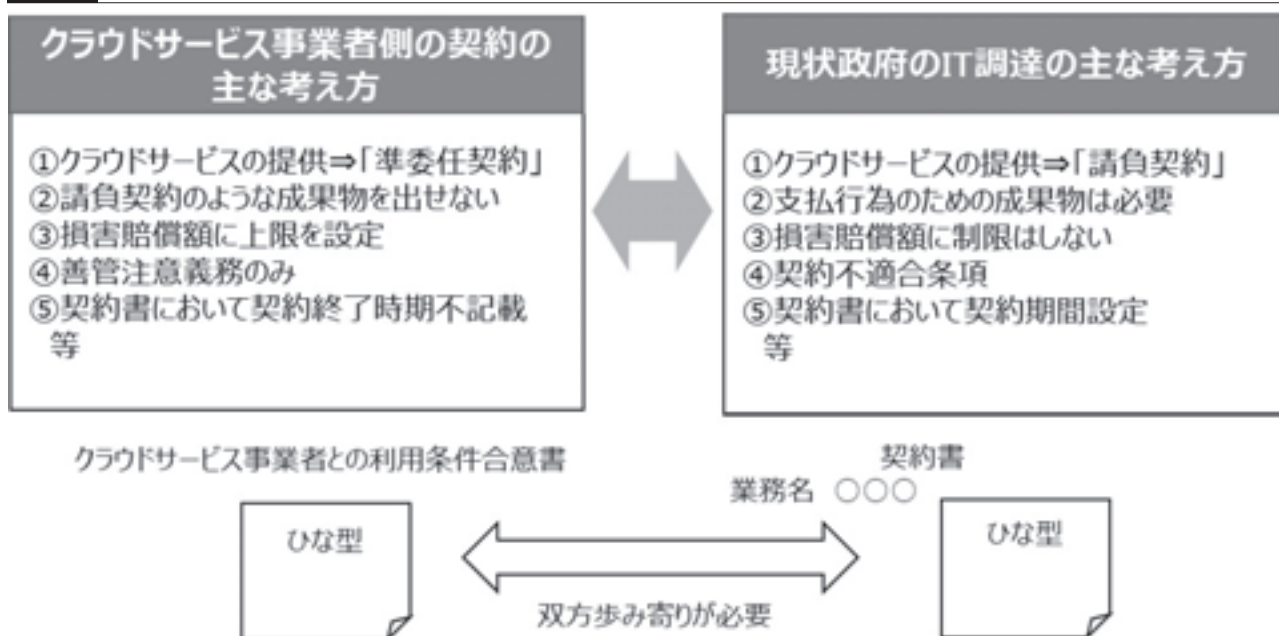 クラウドサービス事業者側の契約の
主な考え方
①クラウドサービスの提供⇒「準委任契約」
②請負契約のような成果物を出せない
③損害賠償額に上限を設定
④善管注意義務のみ
⑤契約書において契約終了時期不記載
等
現状政府のIT調達の主な考え方
①クラウドサービスの提供⇒「請負契約」
②支払行為のための成果物は必要
③損害賠償額に制限はしない
④契約不適合条項
⑤契約書において契約期間設定
等
クラウドサービス事業者との利用条件合意書
ひな型
双方歩み寄りが必要
契約書
業務名 〇〇〇
ひな型